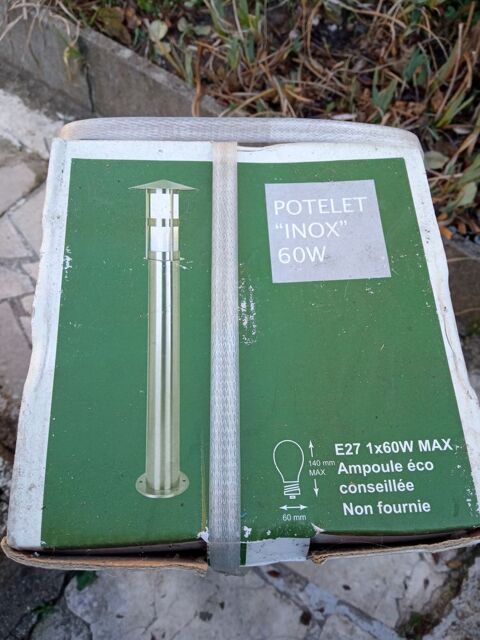 POTELET
“INOX”
60W
E27 1x60W MAX
140 mm
MAX
Ampoule éco
conseillée
60 mm
Non fournie